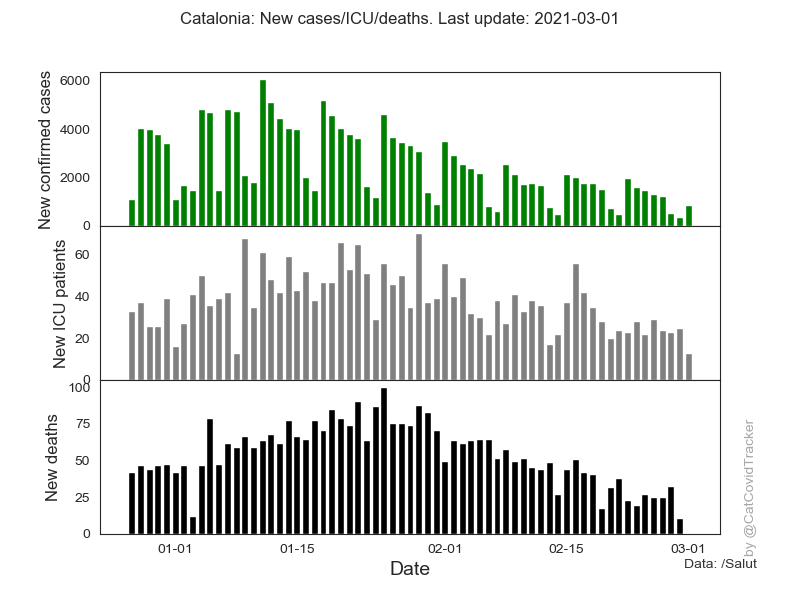 Catalonia: New cases/ICU/deaths. Last update: 2021-03-01
New confirmed cases
6000
4000
2000
0
New ICU patients
60
40
20
0
New deaths
100
75
50
25
0
01-01
01-15
02-01
02-15
03-01
Date
by @CatCovidTracker
Data: /Salut